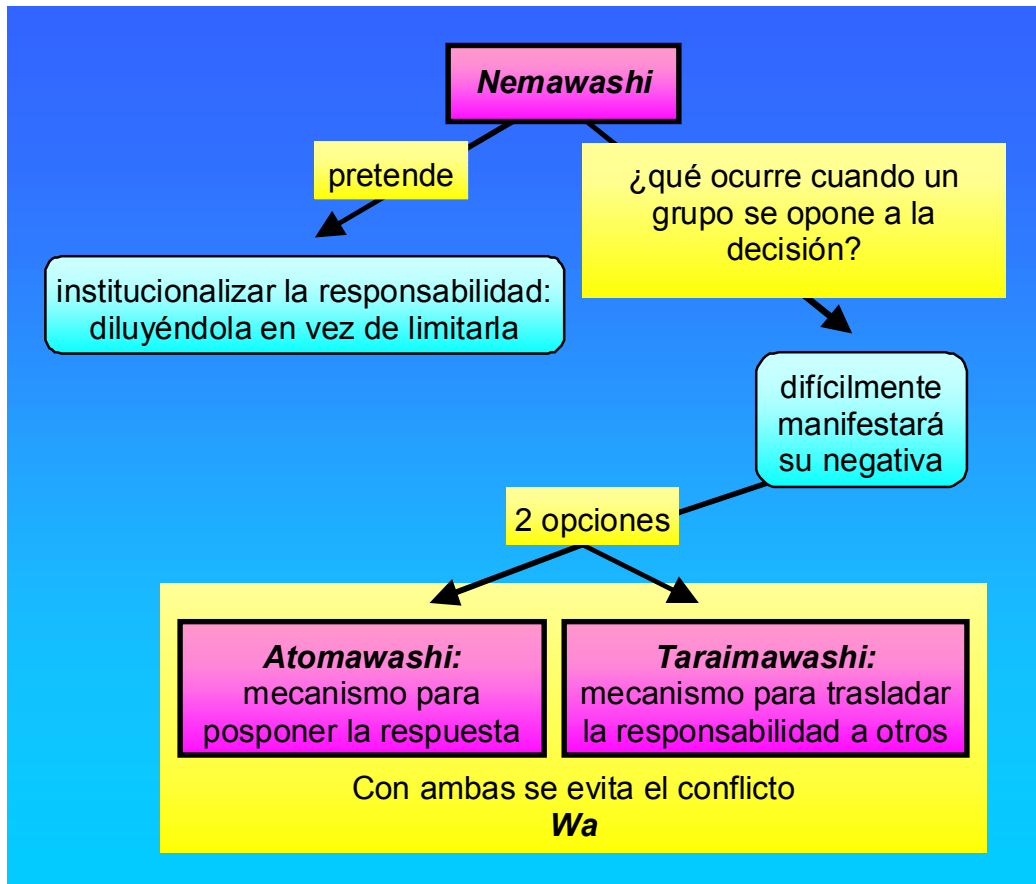 Nemawashi
pretende
¿qué ocurre cuando un
grupo se opone a la
decisión?
institucionalizar la responsabilidad:
diluyéndola en vez de limitarla
difícilmente
manifestará
su negativa
2 opciones
Atomawashi:
mecanismo para
posponer la respuesta
Taraimawashi:
mecanismo para trasladar
la responsabilidad a otros
Con ambas se evita el conflicto
Wa